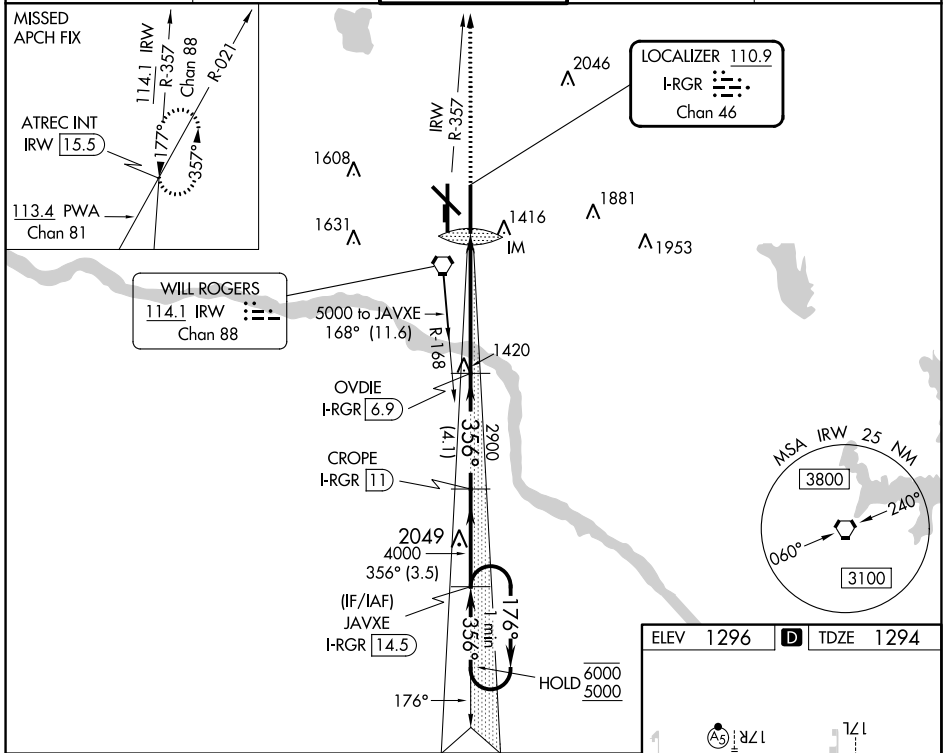 MISSED
APCH FIX
114.1 IRW
R-357
Chan 88
R-021
ATREC INT
IRW 15.5
177°
357°
113.4 PWA
Chan 81
IRW
R-357
LOCALIZER 110.9
I-RGR
Chan 46
2046
1608
1631
1416
IM
1881
1953
WILL ROGERS
114.1 IRW
Chan 88
5000 to JAVXE
168° (11.6)
R-168
1420
OVDIE
I-RGR 6.9
356°
(4.1)
2900
CROPE
I-RGR 11
2049
4000
356° (3.5)
(IF/IAF)
JAVXE
I-RGR 14.5
356°
1 min
176°
HOLD 6000
5000
176°
MSA IRW 25 NM
3800
240°
060°
3100
ELEV 1296 D TDZE 1294
A5
17R
17L